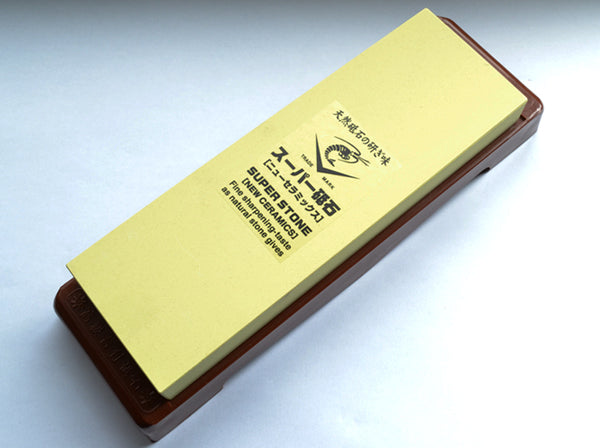 天然砥石の研ぎ味
TRADE MARK
スーパー砥石
[ニューセラミックス]
SUPER STONE
[NEW CERAMICS]
Fine sharpening-taste
as natural stone gives